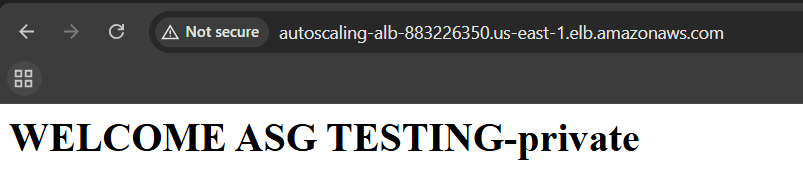 Not secure autoscaling-alb-883226350.us-east-1.elb.amazonaws.com
WELCOME ASG TESTING-private